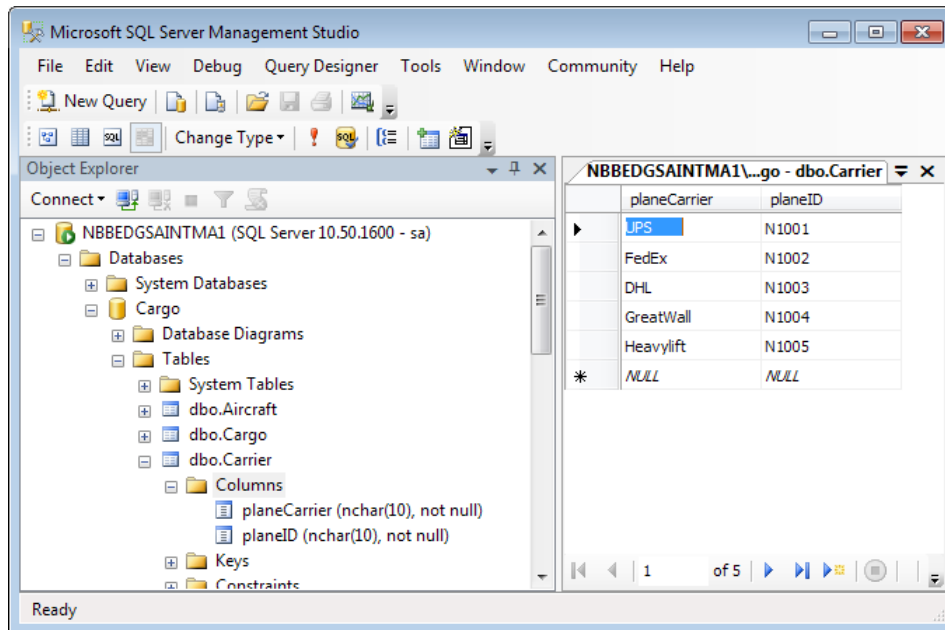 Microsoft SQL Server Management Studio
File Edit View Debug Query Designer Tools Window Community Help
New Query
SQL Change Type SQL
Object Explorer
Connect
NBBEDGSAINTMA1 (SQL Server 10.50.1600 - sa)
Databases
System Databases
Cargo
Database Diagrams
Tables
System Tables
dbo.Aircraft
dbo.Cargo
dbo.Carrier
Columns
planeCarrier (nchar(10), not null)
planeID (nchar(10), not null)
Keys
Constraints
NBBEDGSAINTMA1\...go - dbo.Carrier
planeCarrier planeID
UPS N1001
FedEx N1002
DHL N1003
GreatWall N1004
Heavylift N1005
NULL NULL
1 of 5
Ready